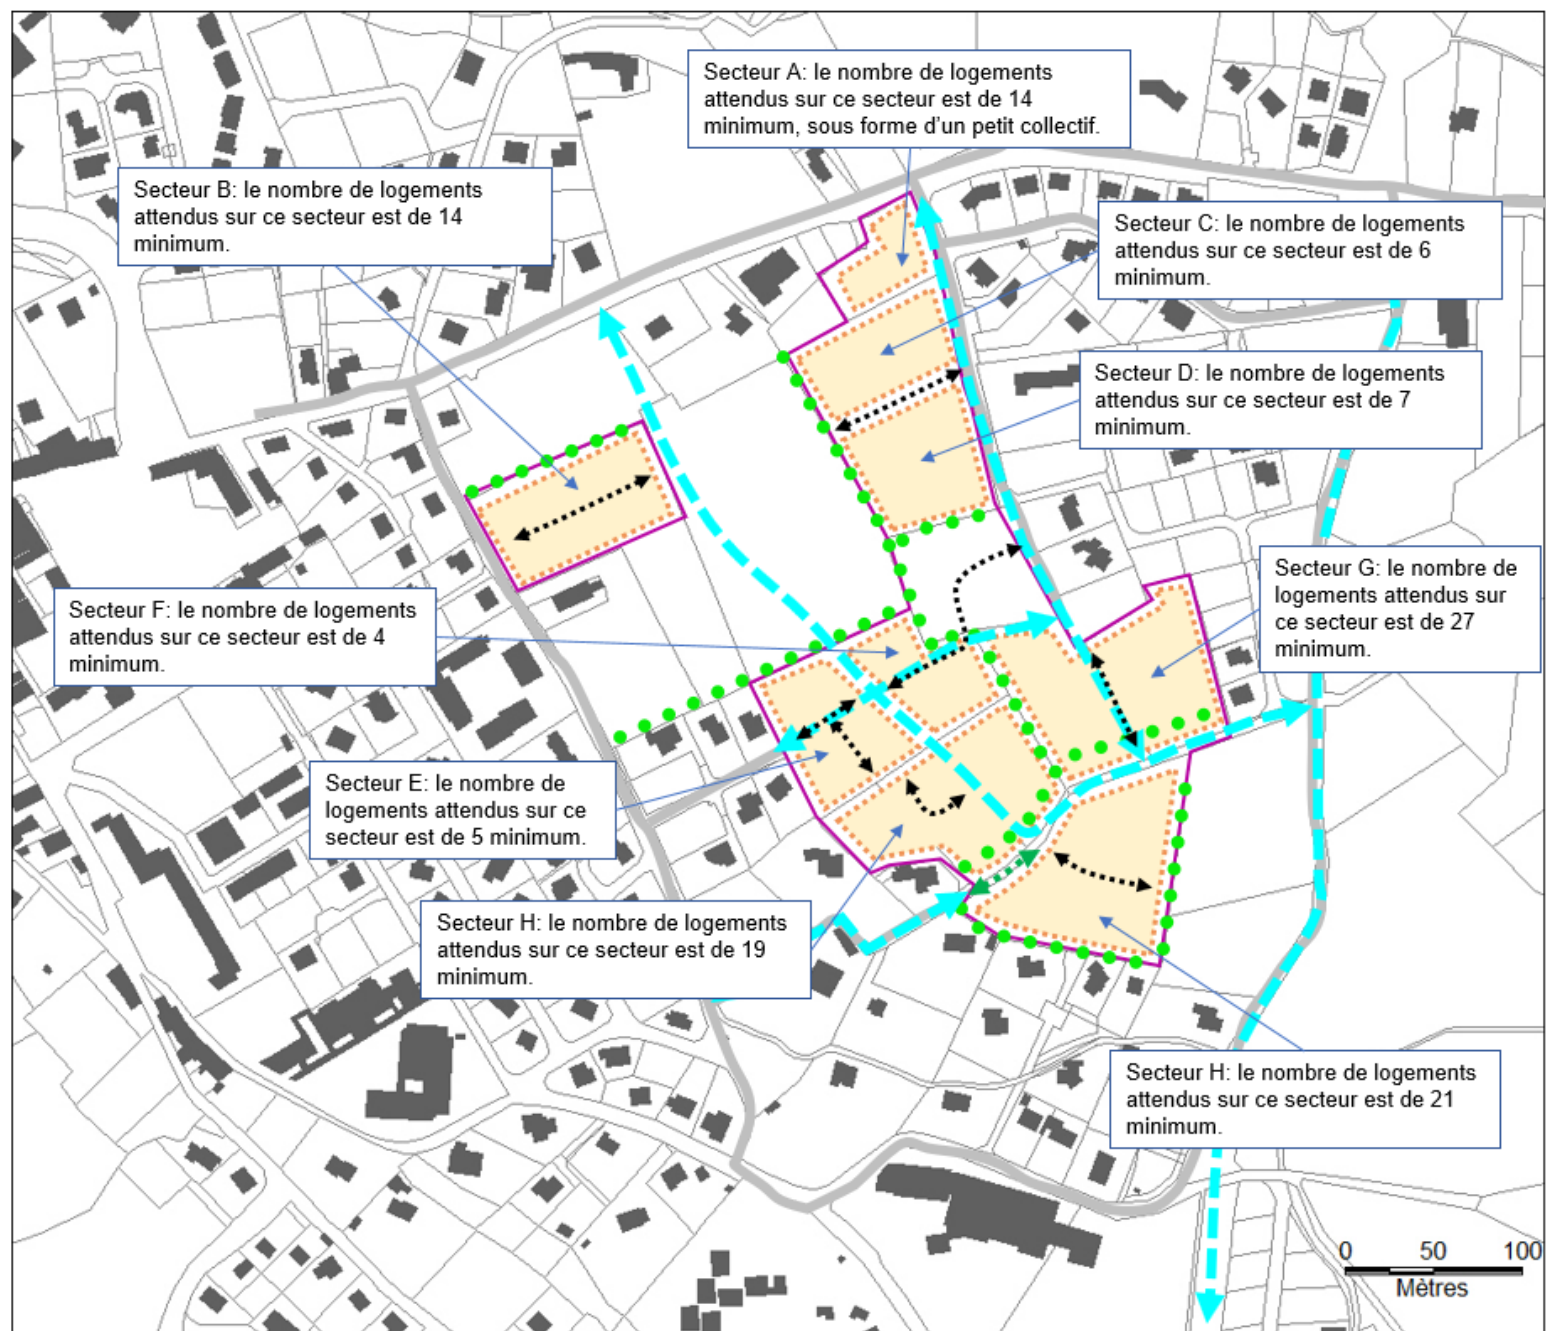 Secteur A: le nombre de logements
attendus sur ce secteur est de 14
minimum, sous forme d'un petit collectif.
Secteur B: le nombre de logements
attendus sur ce secteur est de 14
minimum.
Secteur C: le nombre de logements
attendus sur ce secteur est de 6
minimum.
Secteur D: le nombre de logements
attendus sur ce secteur est de 7
minimum.
Secteur G: le nombre de
logements attendus sur
ce secteur est de 27
minimum.
Secteur F: le nombre de logements
attendus sur ce secteur est de 4
minimum.
Secteur E: le nombre de
logements attendus sur ce
secteur est de 5 minimum.
Secteur H: le nombre de logements
attendus sur ce secteur est de 19
minimum.
Secteur H: le nombre de logements
attendus sur ce secteur est de 21
minimum.
0 50 100
Mètres